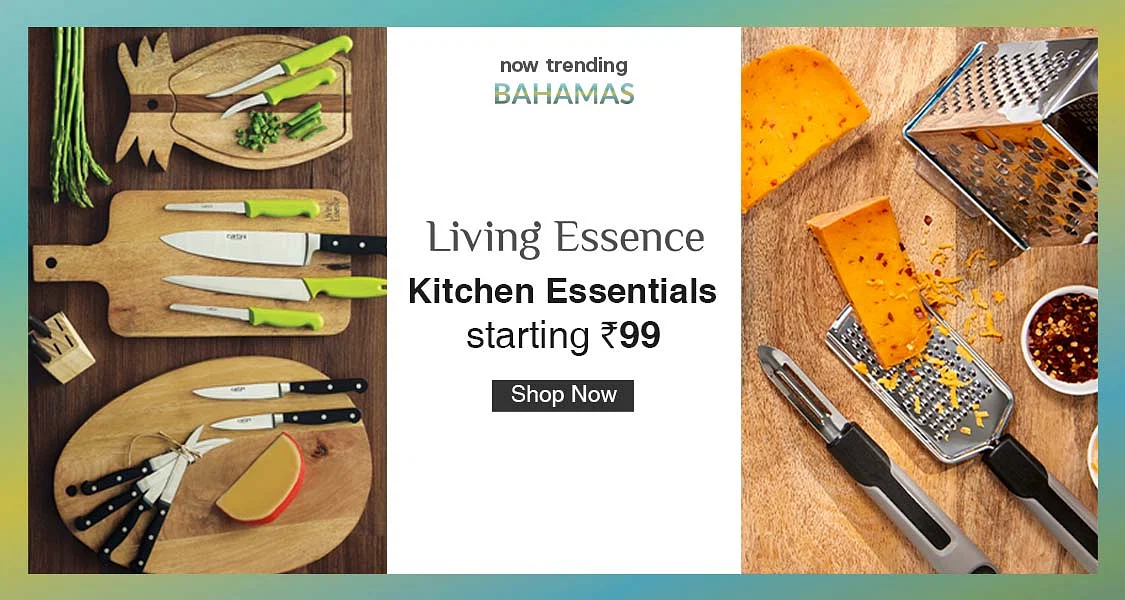 now trending
BAHAMAS
Living Essence
Kitchen Essentials
starting ₹99
Shop Now